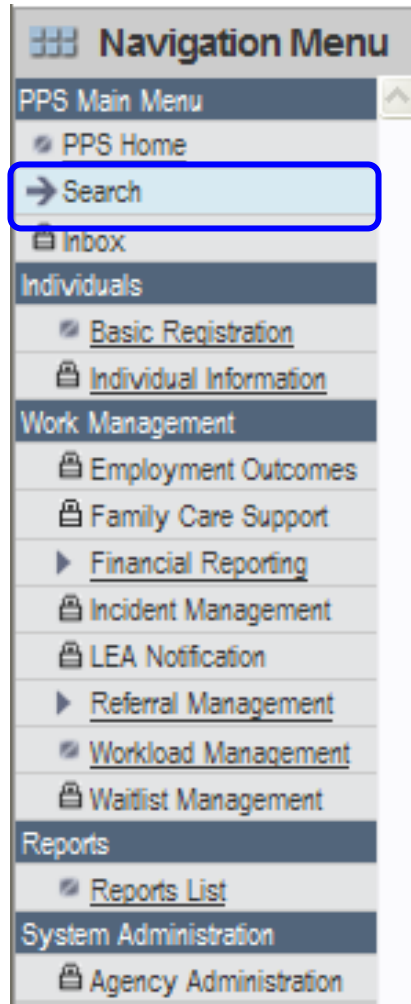 Navigation Menu
PPS Main Menu
PPS Home
Search
Inbox
Individuals
Basic Registration
Individual Information
Work Management
Employment Outcomes
Family Care Support
Financial Reporting
Incident Management
LEA Notification
Referral Management
Workload Management
Waitlist Management
Reports
Reports List
System Administration
Agency Administration